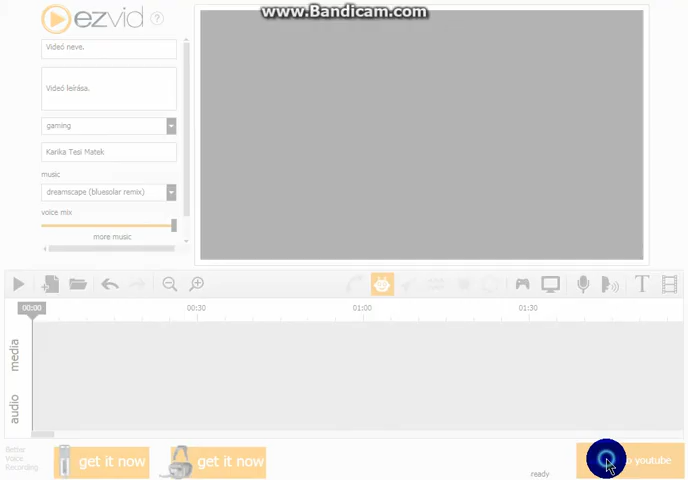 www.Bandicam.com
ezvid ?
Videó neve.
Videó leírása.
gaming
Karika Tesi Matek
music
dreamscape (bluesolar remix)
voice mix
more music
00:00 00:30 01:00 01:30
media
audio
Better
Voice
Recording
get it now
get it now
ready
youtube